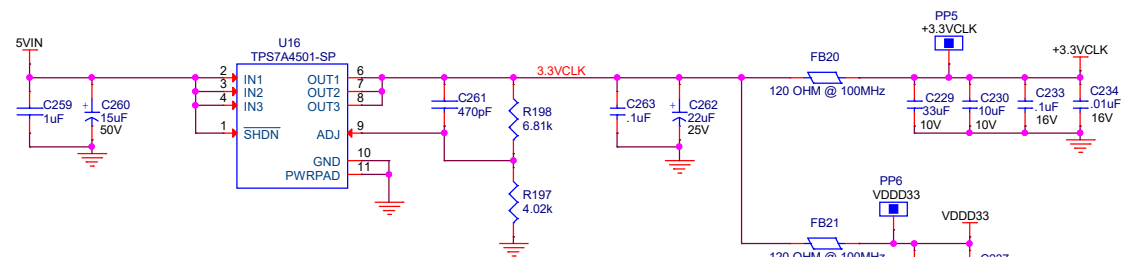 5VIN
U16
TPS7A4501-SP
2 IN1 OUT1 6
3 IN2 OUT2 7
4 IN3 OUT3 8
1 SHDN ADJ 9
GND 10
PWRPAD 11
C259
1uF
C260
15uF
50V
C261
470pF
R198
6.81k
R197
4.02k
3.3VCLK
C263
.1uF
C262
22uF
25V
FB20
120 OHM @ 100MHz
PP5
+3.3VCLK
+3.3VCLK
C229
33uF
10V
C230
10uF
10V
C233
.1uF
16V
C234
.01uF
16V
PP6
VDDD33
VDDD33
FB21
120 OHM @ 100MHz